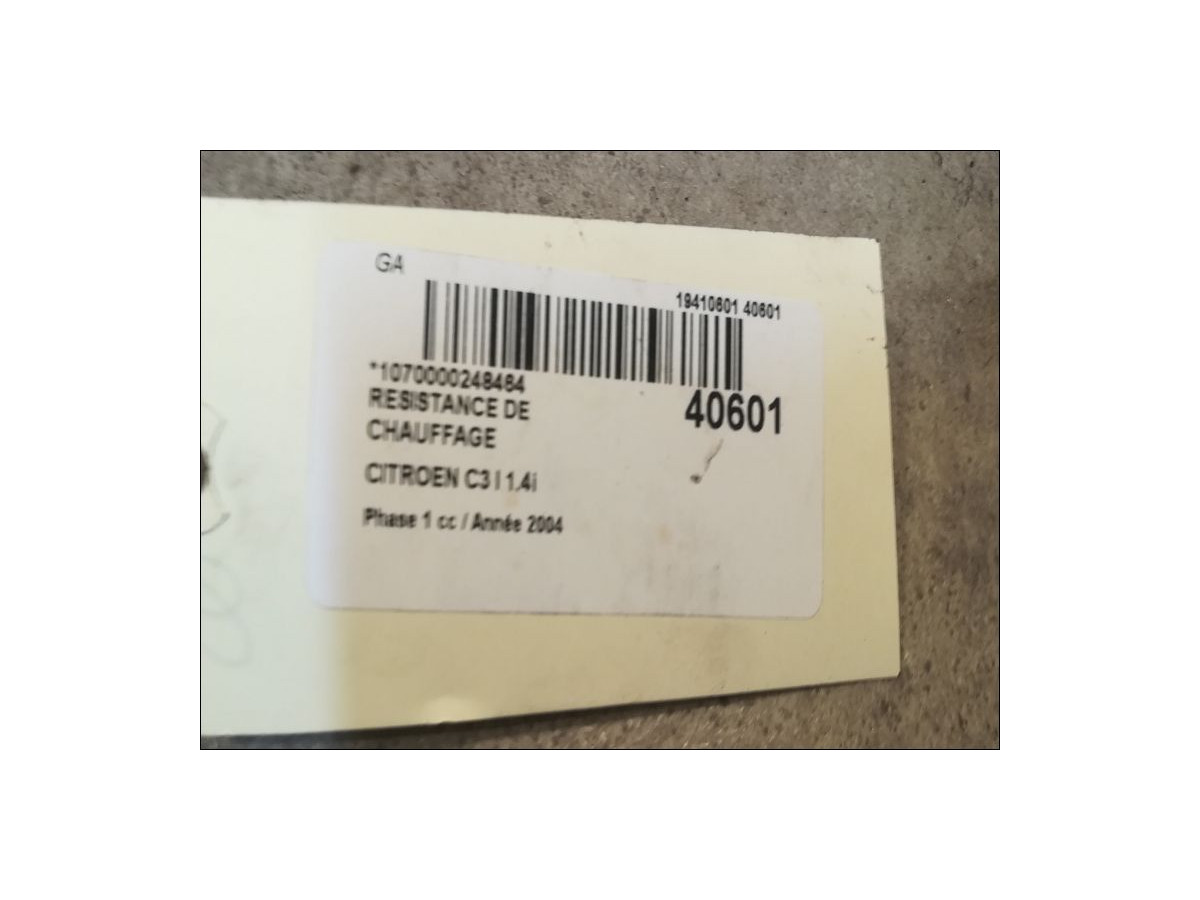 GA
19410601 40601
*1070000248484
RESISTANCE DE
40601
CHAUFFAGE
CITROEN C3 I 1.4i
Phase 1 cc / Année 2004